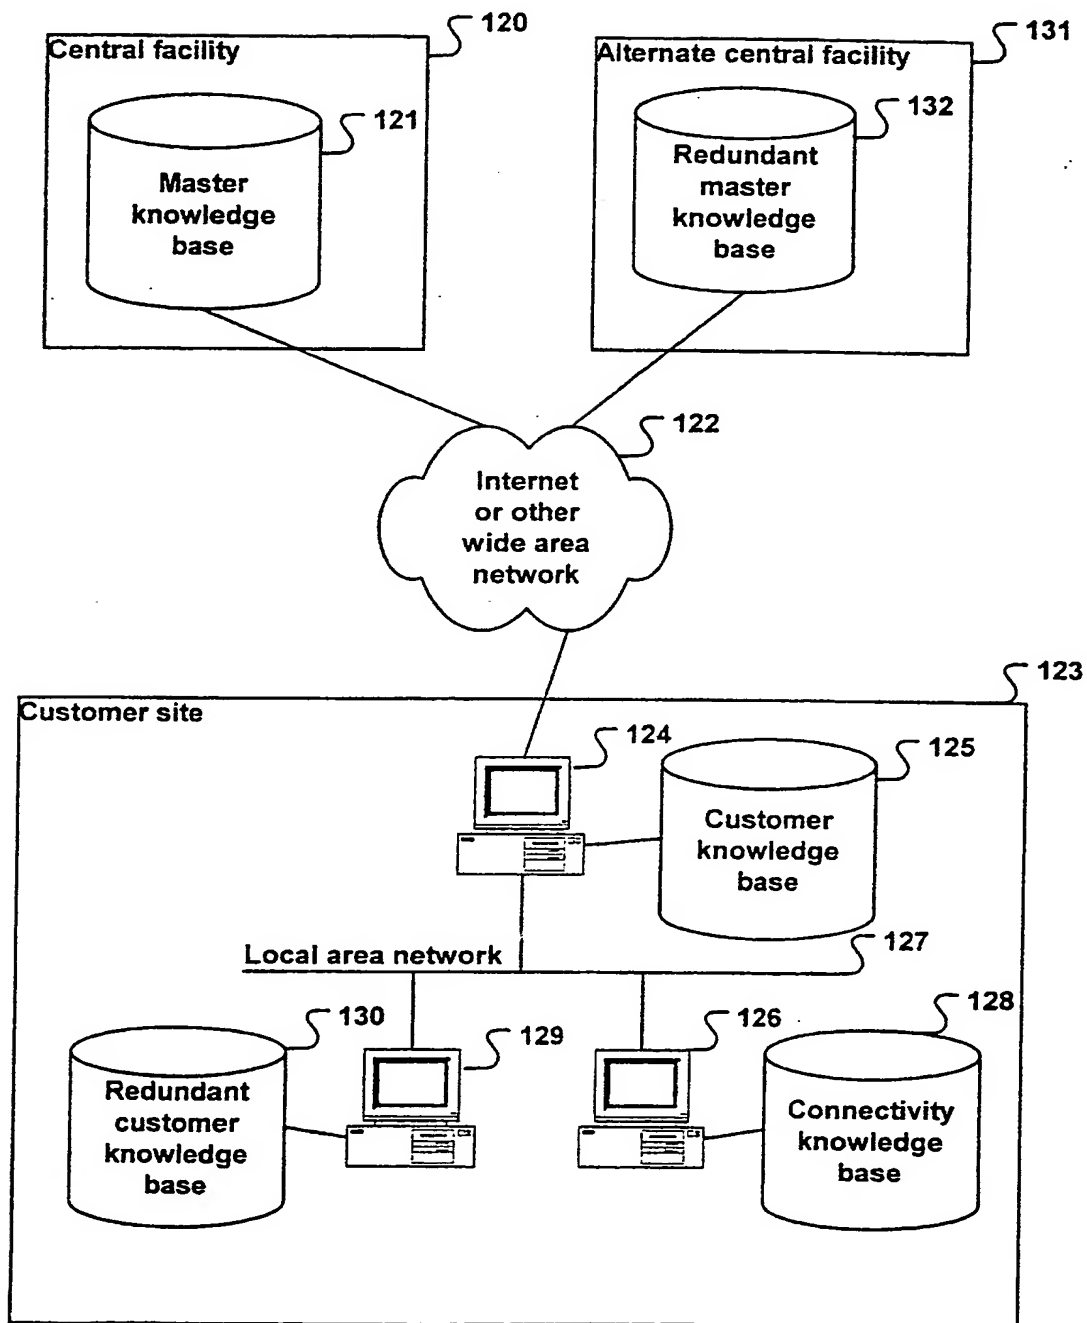 120
131
Central facility
Alternate central facility
121
132
Master
knowledge
base
Redundant
master
knowledge
base
122
Internet
or other
wide area
network
123
Customer site
124
125
Customer
knowledge
base
Local area network
127
130
129
126
128
Redundant
customer
knowledge
base
Connectivity
knowledge
base